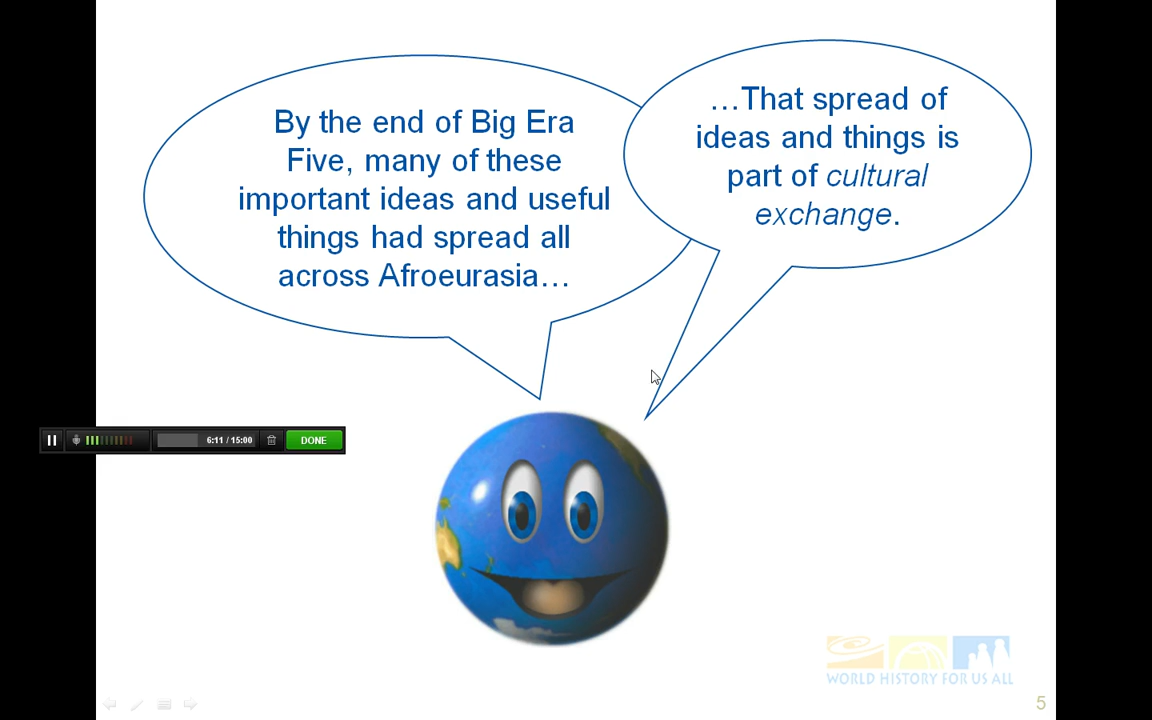 By the end of Big Era
Five, many of these
important ideas and useful
things had spread all
across Afroeurasia…
…That spread of
ideas and things is
part of cultural
exchange.
6:11 / 15:00
DONE
WORLD HISTORY FOR US ALL
5